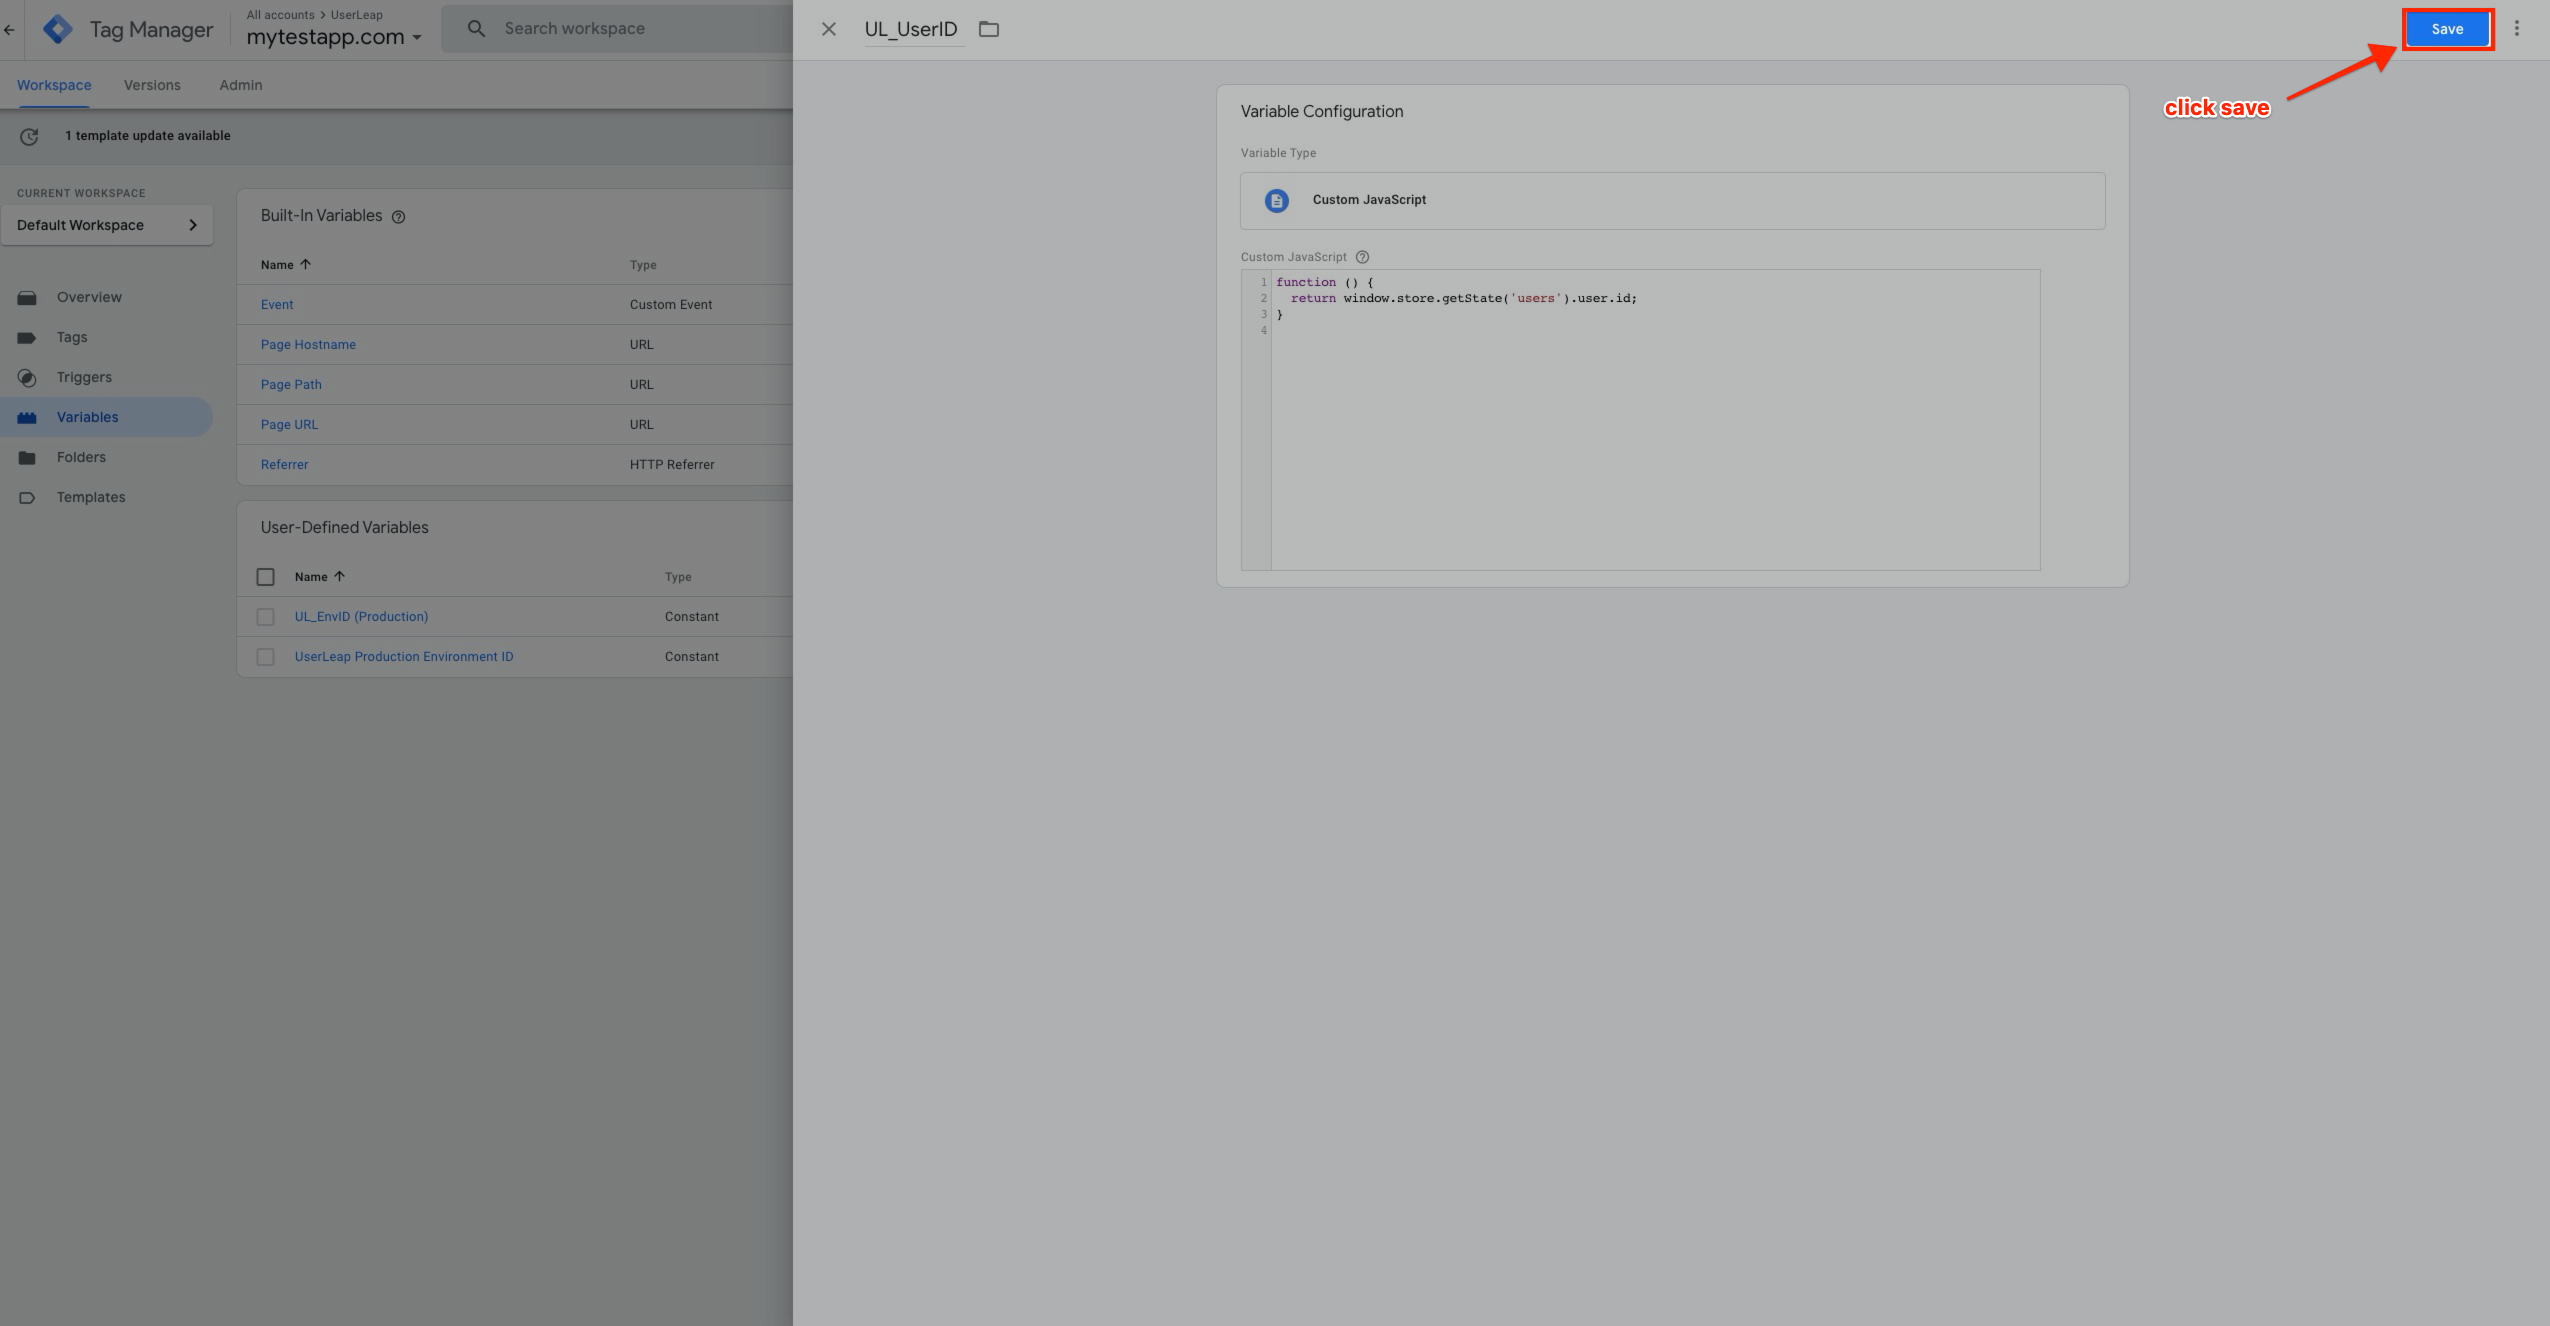 All accounts > UserLeap
Tag Manager
mytestapp.com
Search workspace
UL_UserID
Save
Workspace
Versions
Admin
click save
1 template update available
CURRENT WORKSPACE
Default Workspace
Overview
Tags
Triggers
Variables
Folders
Templates
Built-In Variables
Name Type
Event Custom Event
Page Hostname URL
Page Path URL
Page URL URL
Referrer HTTP Referrer
User-Defined Variables
Name Type
UL_EnvID (Production) Constant
UserLeap Production Environment ID Constant
Variable Configuration
Variable Type
Custom JavaScript
Custom JavaScript
1 function () {
2 return window.store.getState('users').user.id;
3 }
4